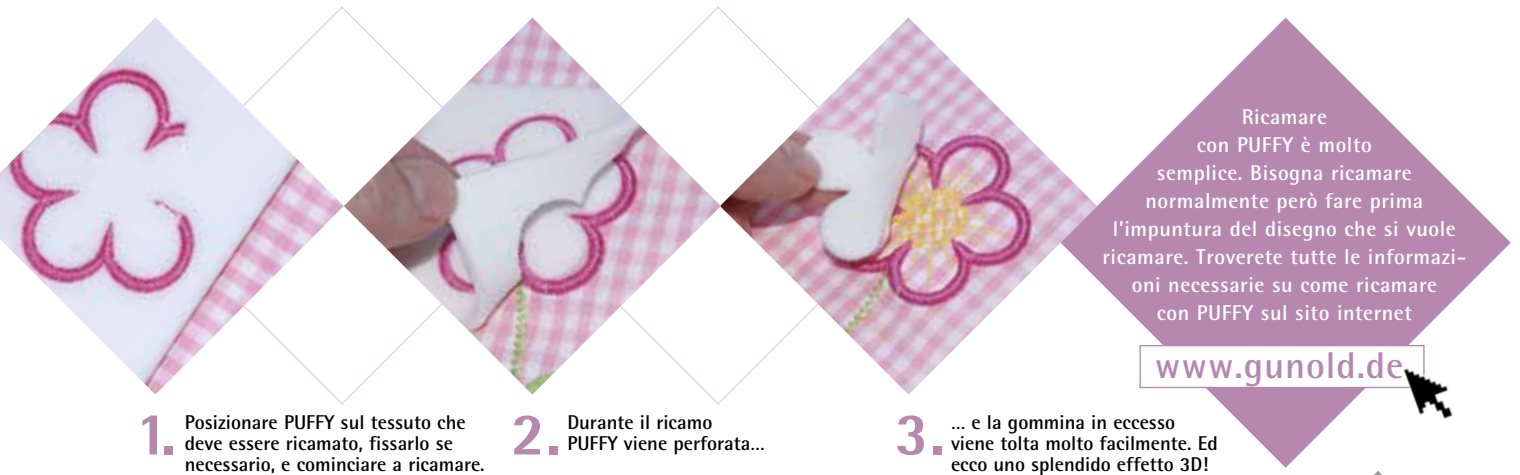 Ricamare
con PUFFY è molto
semplice. Bisogna ricamare
normalmente però fare prima
l'impuntura del disegno che si vuole
ricamare. Troverete tutte le informazi-
oni necessarie su come ricamare
con PUFFY sul sito internet
www.gunold.de
1. Posizionare PUFFY sul tessuto che
deve essere ricamato, fissarlo se
necessario, e cominciare a ricamare.
2. Durante il ricamo
PUFFY viene perforata...
3. ... e la gommina in eccesso
viene tolta molto facilmente. Ed
ecco uno splendido effetto 3D!